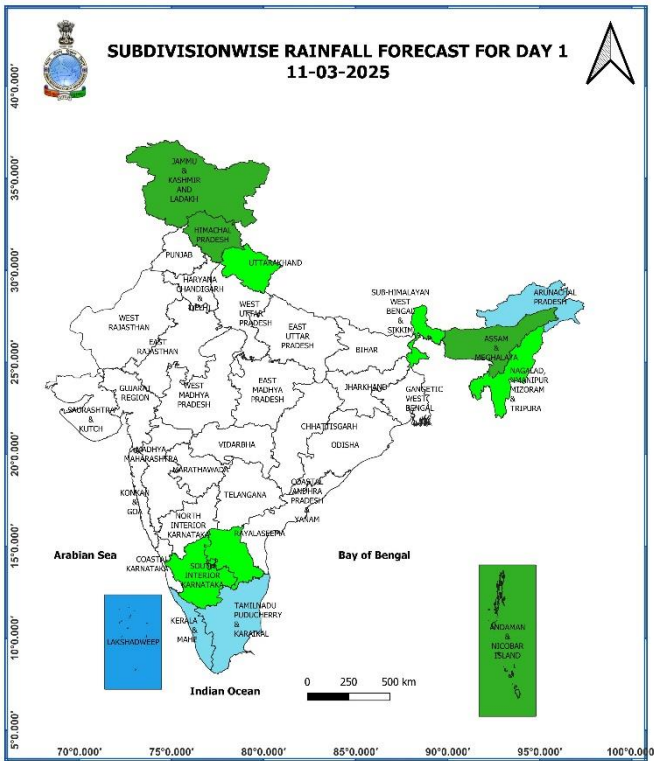 SUBDIVISIONWISE RAINFALL FORECAST FOR DAY 1
11-03-2025
40°0.000'
35°0.000'
30°0.000'
25°0.000'
20°0.000'
15°0.000'
10°0.000'
5°0.000'
JAMMU
&
KASHMIR
AND
LADAKH
HIMACHAL
PRADESH
PUNJAB
UTTARAKHAND
HARYANA
CHANDIGARH
&
DELHI
WEST
UTTAR
PRADESH
SUB-HIMALAYAN
WEST
BENGAL
&
SIKKIM
ARUNACHAL
PRADESH
WEST
RAJASTHAN
EAST
RAJASTHAN
EAST
UTTAR
PRADESH
BIHAR
ASSAM
&
MEGHALAYA
NAGALAD,
MANIPUR
MIZORAM
&
TRIPURA
GUJARAT
REGION
WEST
MADHYA
PRADESH
EAST
MADHYA
PRADESH
JHARKHAND
GANGETIC
WEST
BENGAL
SAURASHTRA
&
KUTCH
CHHATTISGARH
ODISHA
VIDARBHA
MADHYA
MAHARASHTRA
MARATHAWADA
TELANGANA
COASTAL
ANDHRA
PRADESH
&
YANAM
KONKAN
&
GOA
NORTH
INTERIOR
KARNATAKA
RAYALASEEMA
COASTAL
KARNATAKA
SOUTH
INTERIOR
KARNATAKA
Arabian Sea
Bay of Bengal
LAKSHADWEEP
KERALA
&
MAHE
TAMILNADU
PUDUCHERRY
&
KARAIKAL
ANDAMAN
&
NICOBAR
ISLAND
Indian Ocean
0 250 500 km
70°0.000' 75°0.000' 80°0.000' 85°0.000' 90°0.000' 95°0.000' 100°0.000'